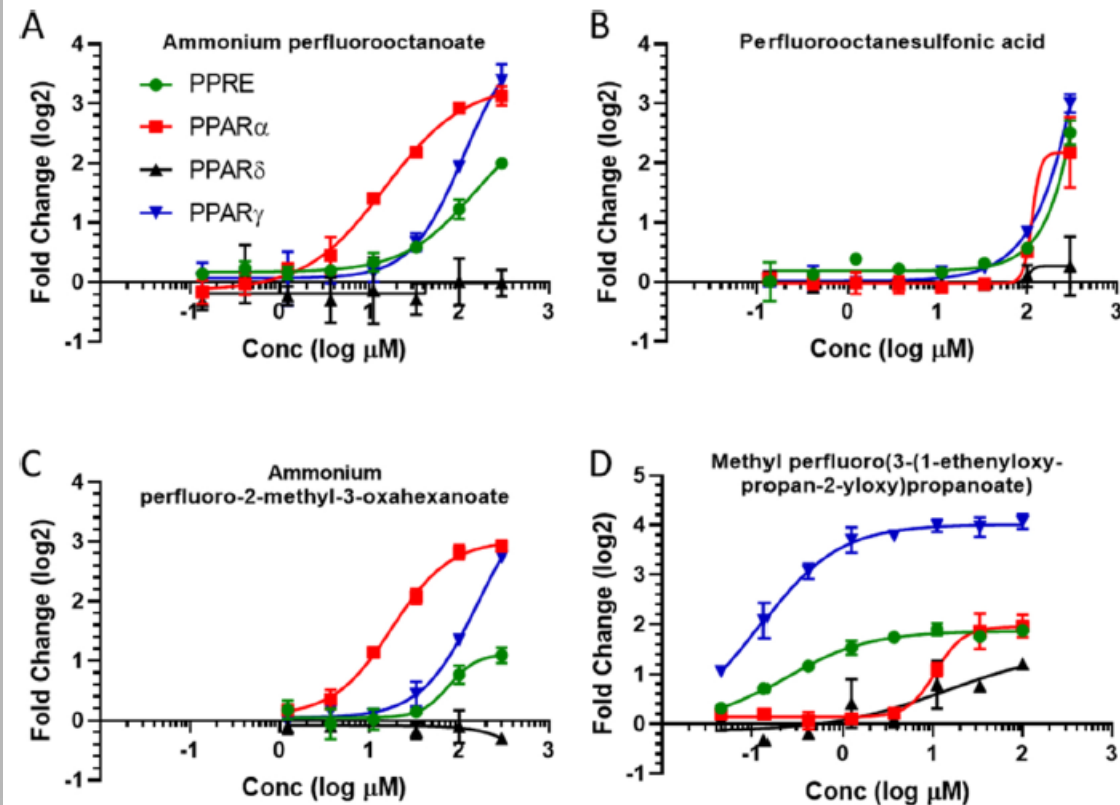 A
Ammonium perfluorooctanoate
PPRE
PPARα
PPARδ
PPARγ
Fold Change (log2)
4
3
2
1
0
-1
-1
0
1
2
3
Conc (log µM)
B
Perfluorooctanesulfonic acid
Fold Change (log2)
4
3
2
1
0
-1
-1
0
1
2
3
Conc (log µM)
C
Ammonium
perfluoro-2-methyl-3-oxahexanoate
Fold Change (log2)
4
3
2
1
0
-1
-1
0
1
2
3
Conc (log µM)
D
Methyl perfluoro(3-(1-ethenyloxy-
propan-2-yloxy)propanoate)
Fold Change (log2)
5
4
3
2
1
0
-1
-1
0
1
2
3
Conc (log µM)